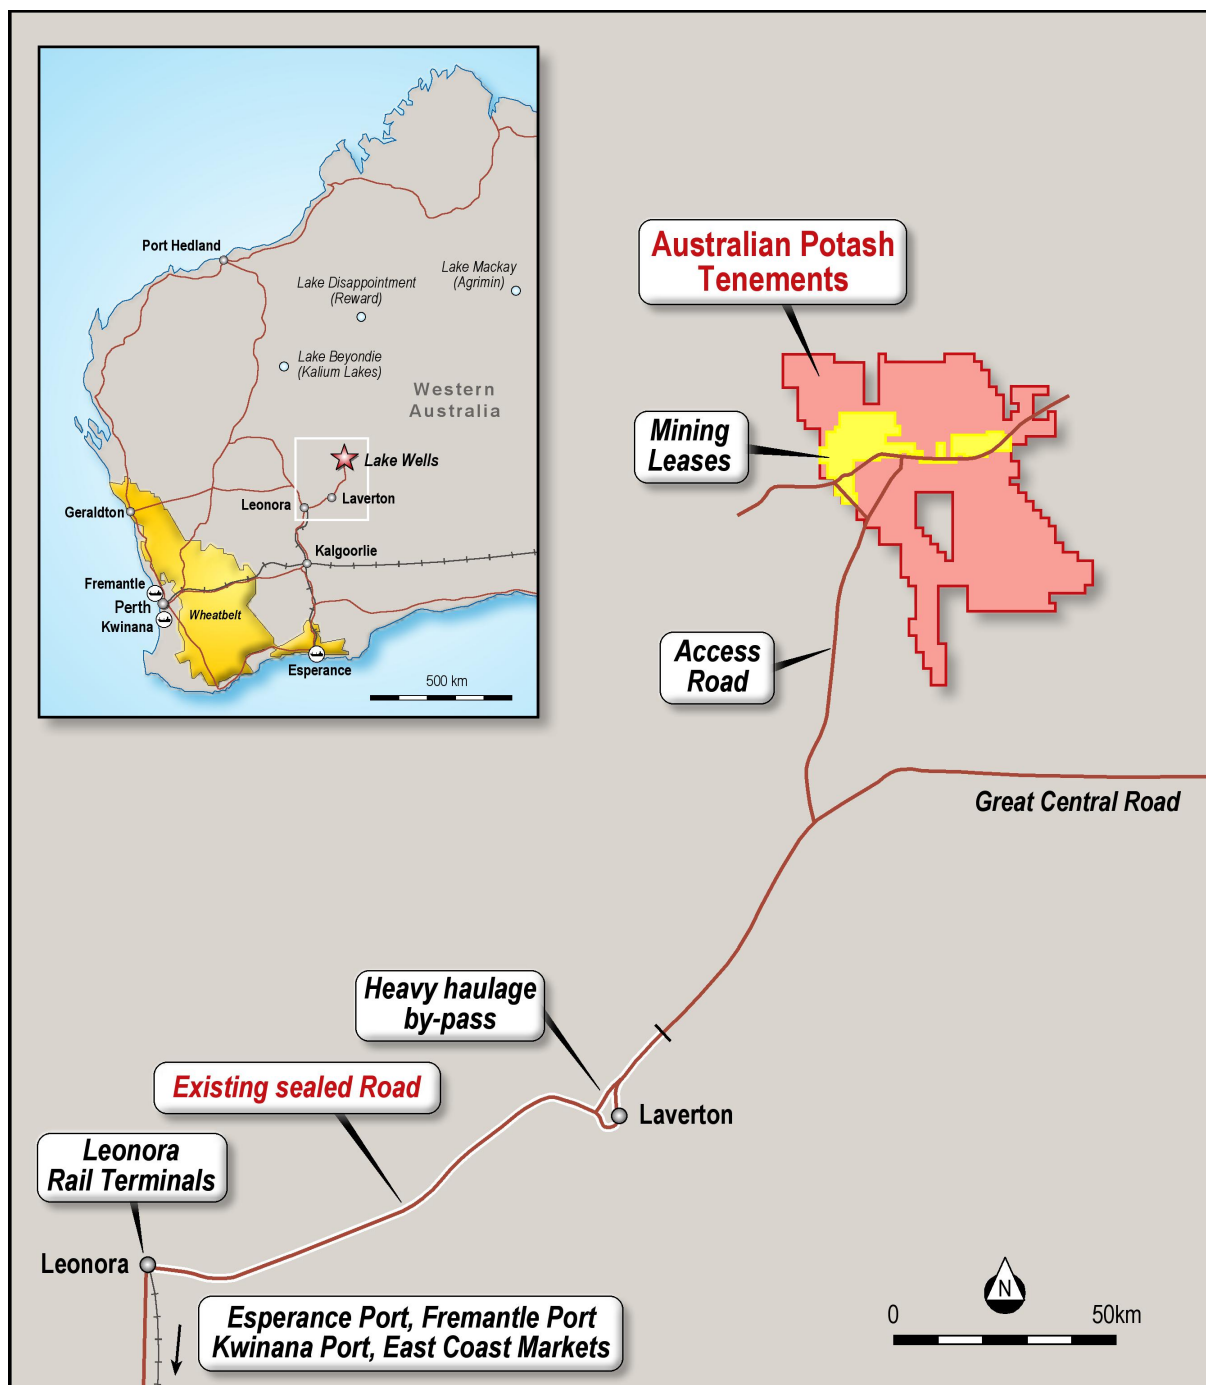 Port Hedland
Lake Disappointment
(Reward)
Lake Mackay
(Agrimin)
Lake Beyondie
(Kalium Lakes)
Western
Australia
Lake Wells
Leonora
Laverton
Geraldton
Kalgoorlie
Fremantle
Perth
Kwinana
Wheatbelt
Esperance
500 km
Australian Potash
Tenements
Mining
Leases
Access
Road
Great Central Road
Heavy haulage
by-pass
Existing sealed Road
Laverton
Leonora
Rail Terminals
Leonora
Esperance Port, Fremantle Port
Kwinana Port, East Coast Markets
N
0 50km